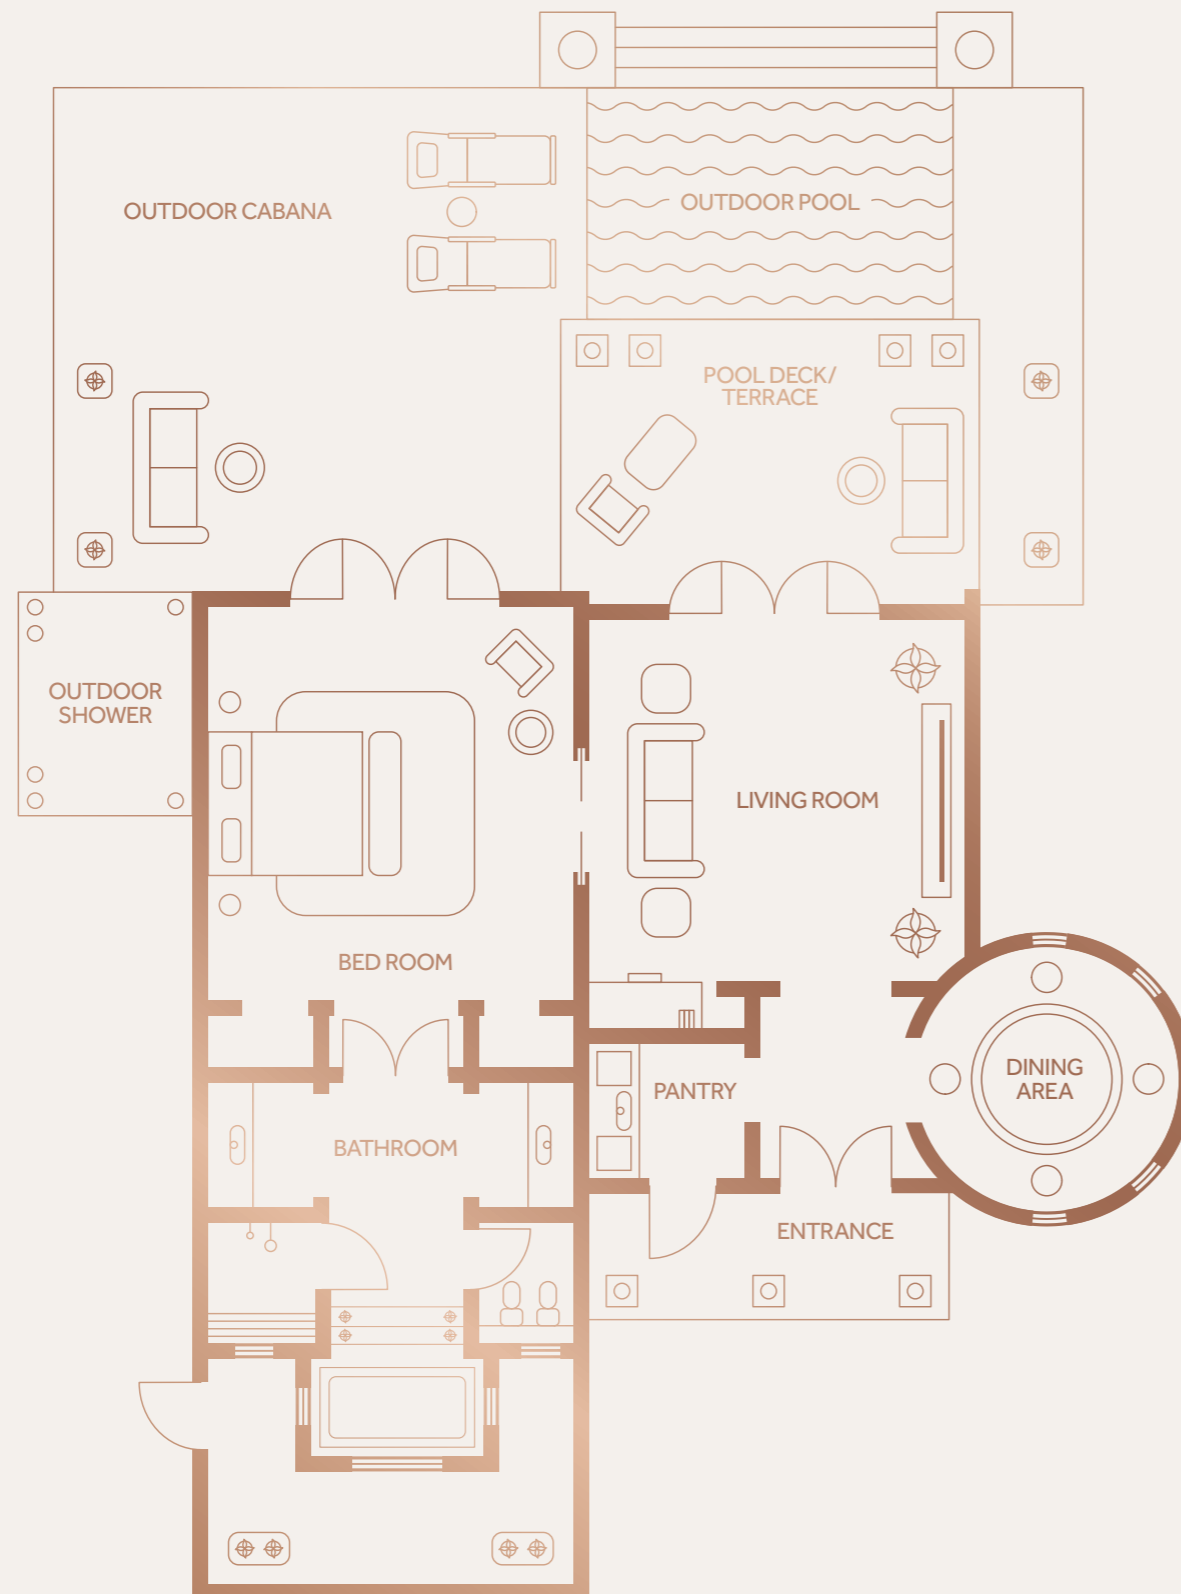 OUTDOOR CABANA
OUTDOOR POOL
POOL DECK/
TERRACE
OUTDOOR
SHOWER
LIVING ROOM
BED ROOM
DINING
AREA
PANTRY
BATHROOM
ENTRANCE